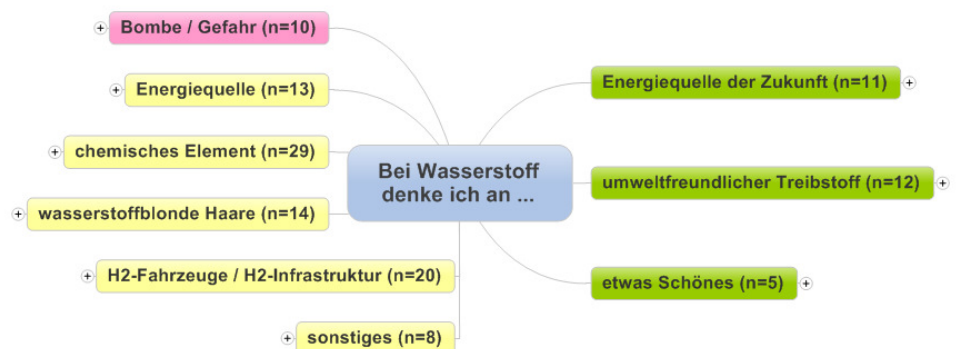 Bombe / Gefahr (n=10)
Energiequelle (n=13)
chemisches Element (n=29)
wasserstoffblonde Haare (n=14)
H2-Fahrzeuge / H2-Infrastruktur (n=20)
sonstiges (n=8)
Bei Wasserstoff
denke ich an ...
Energiequelle der Zukunft (n=11)
umweltfreundlicher Treibstoff (n=12)
etwas Schönes (n=5)